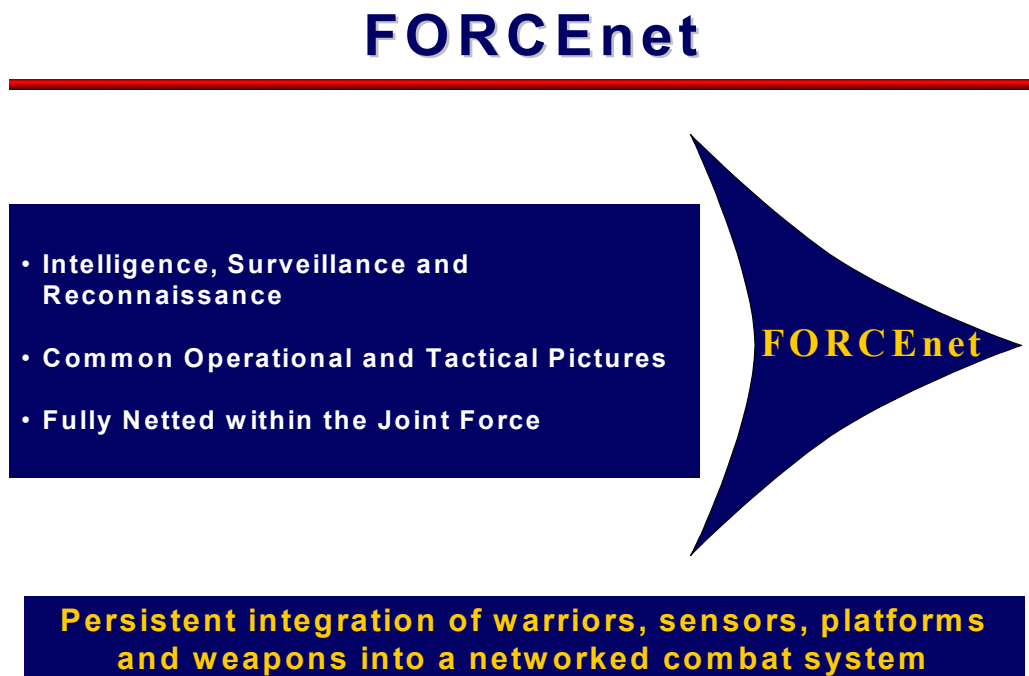 FORCEnet
• Intelligence, Surveillance and
Reconnaissance
• Common Operational and Tactical Pictures
• Fully Netted within the Joint Force
FORCEnet
Persistent integration of warriors, sensors, platforms
and weapons into a networked combat system